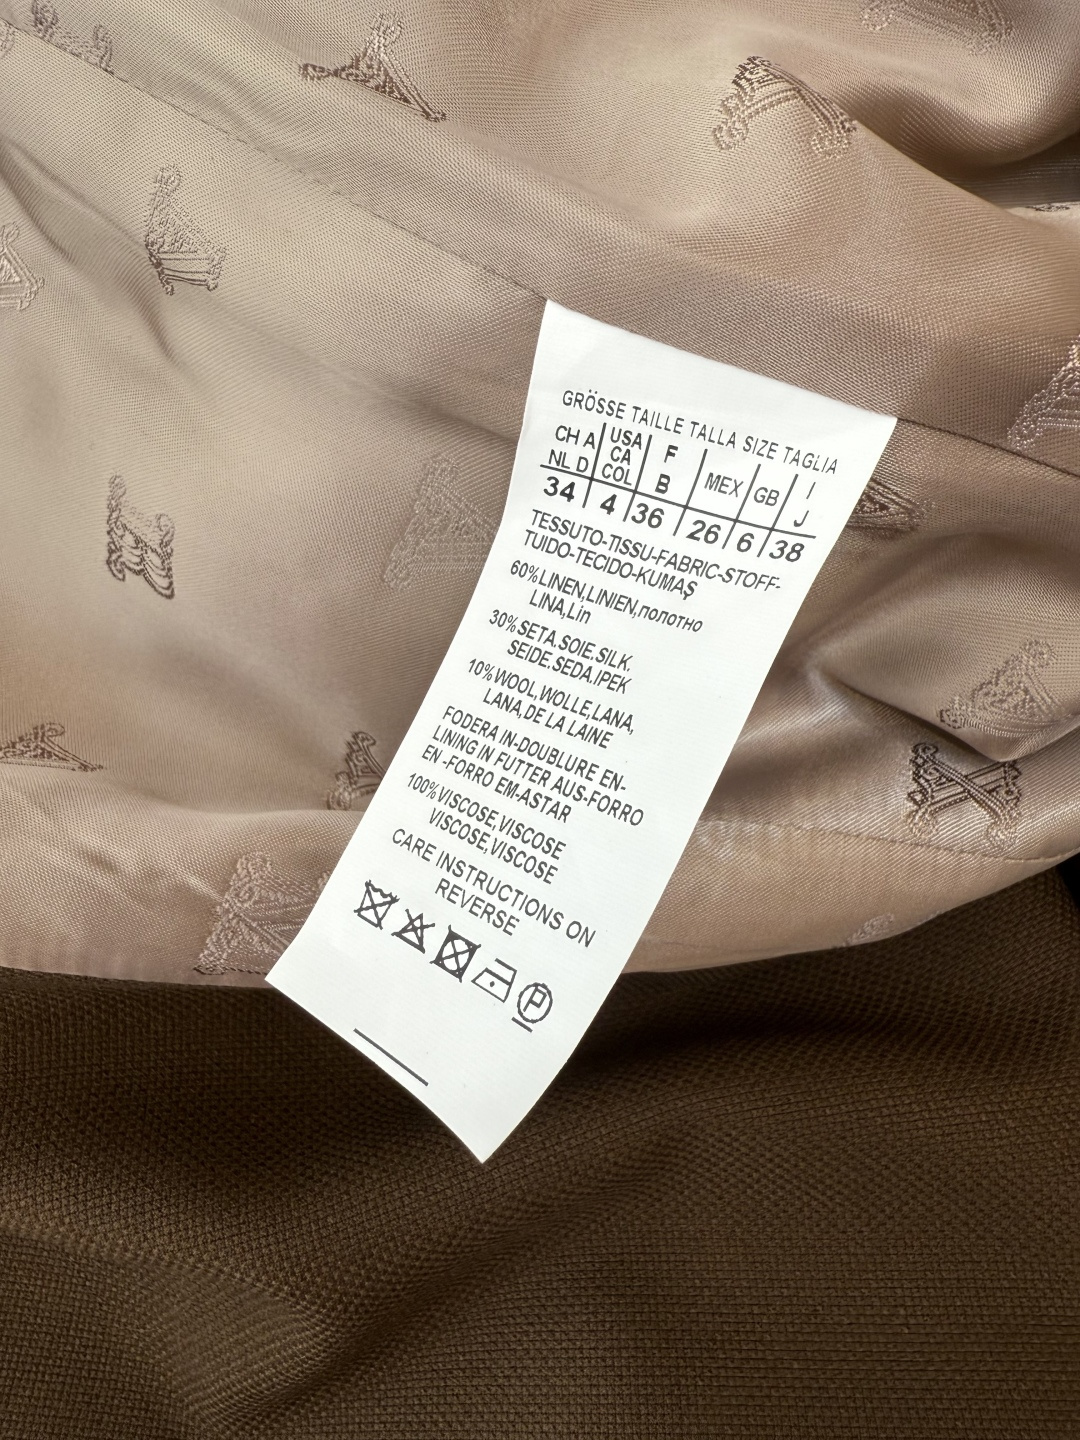 GRÖSSE TAILLE TALLA SIZE TAGLIA
CH A NL D | USA CA COL | F B | MEX | GB | I J
34 | 4 | 36 | 26 | 6 | 38
TESSUTO-TISSU-FABRIC-STOFF-
TUIDO-TECIDO-KUMAŞ
60%LINEN,LINIEN,полотно
LINA,Lin
30%SETA.SOIE.SILK.
SEIDE.SEDA.IPEK
10%WOOL,WOLLE,LANA,
LANA,DE LA LAINE
FODERA IN-DOUBLURE EN-
LINING IN FUTTER AUS-FORRO
EN -FORRO EM-ASTAR
100%VISCOSE,VISCOSE
VISCOSE,VISCOSE
CARE INSTRUCTIONS ON
REVERSE
P